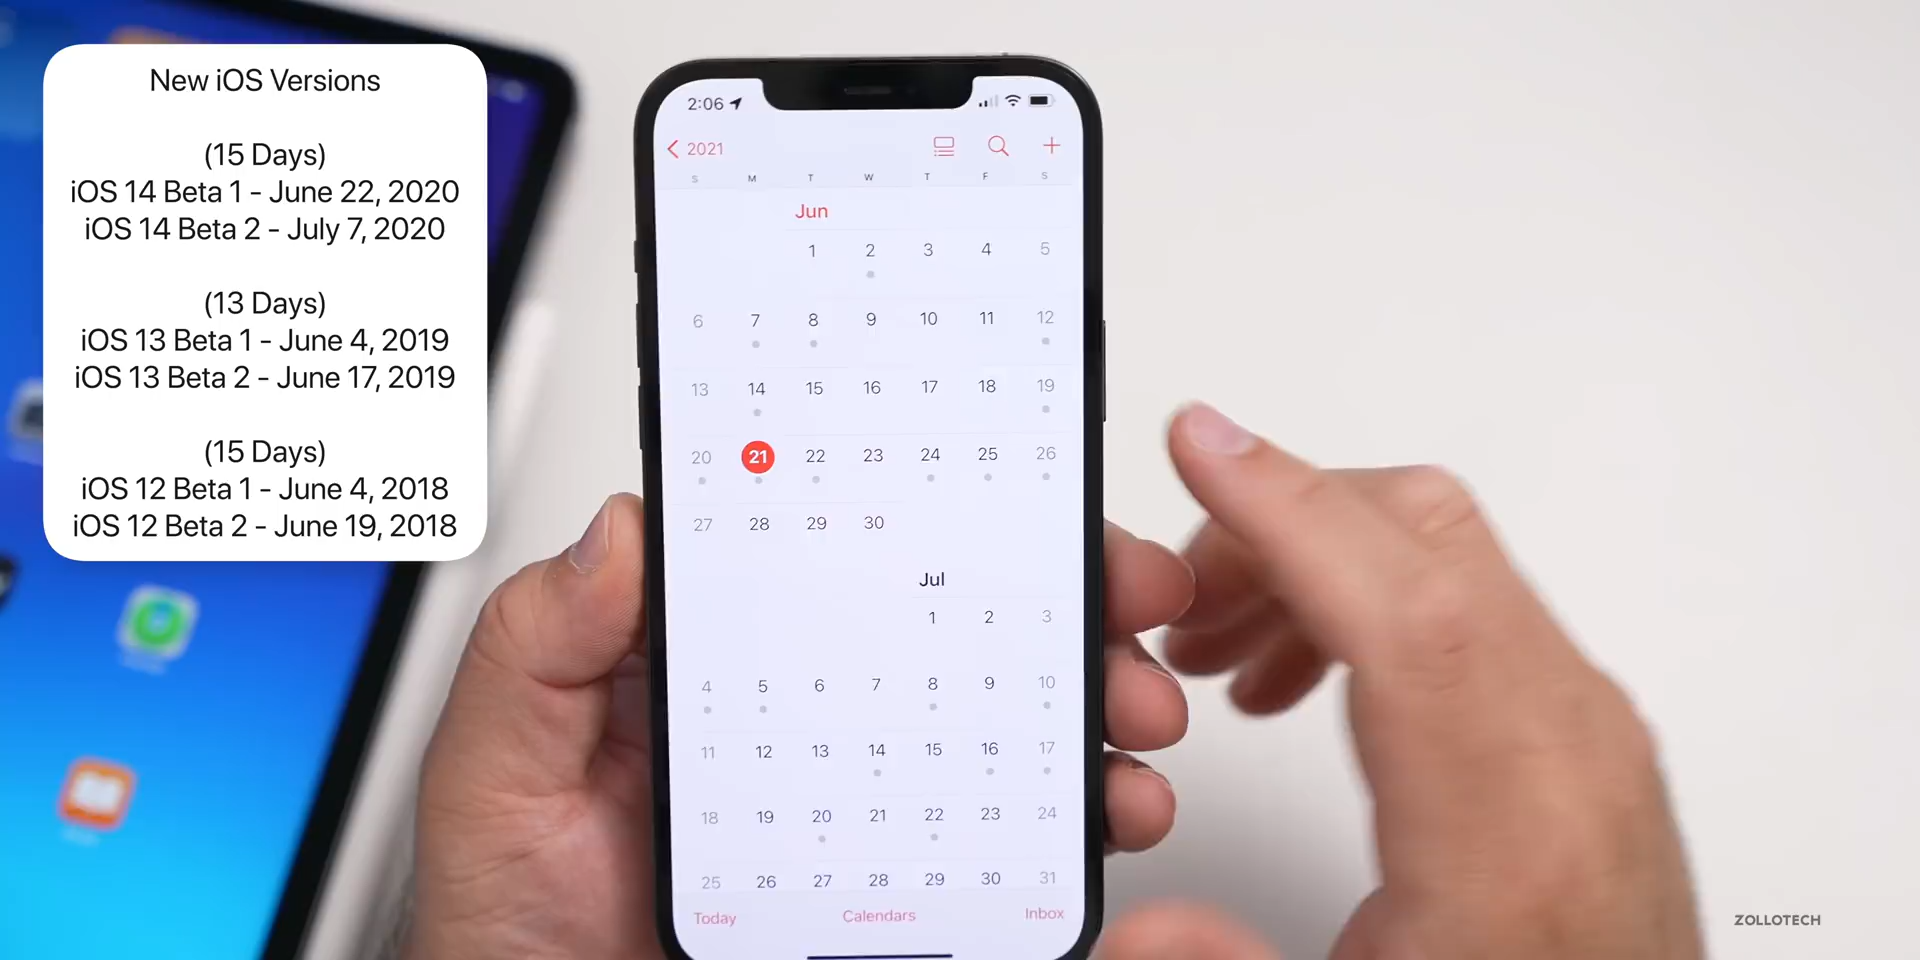 New iOS Versions
(15 Days)
iOS 14 Beta 1 - June 22, 2020
iOS 14 Beta 2 - July 7, 2020
(13 Days)
iOS 13 Beta 1 - June 4, 2019
iOS 13 Beta 2 - June 17, 2019
(15 Days)
iOS 12 Beta 1 - June 4, 2018
iOS 12 Beta 2 - June 19, 2018
2:06
2021
S M T W T F S
Jun
1 2 3 4 5
6 7 8 9 10 11 12
13 14 15 16 17 18 19
20 21 22 23 24 25 26
27 28 29 30
Jul
1 2 3
4 5 6 7 8 9 10
11 12 13 14 15 16 17
18 19 20 21 22 23 24
25 26 27 28 29 30 31
Today Calendars Inbox
ZOLLOTECH